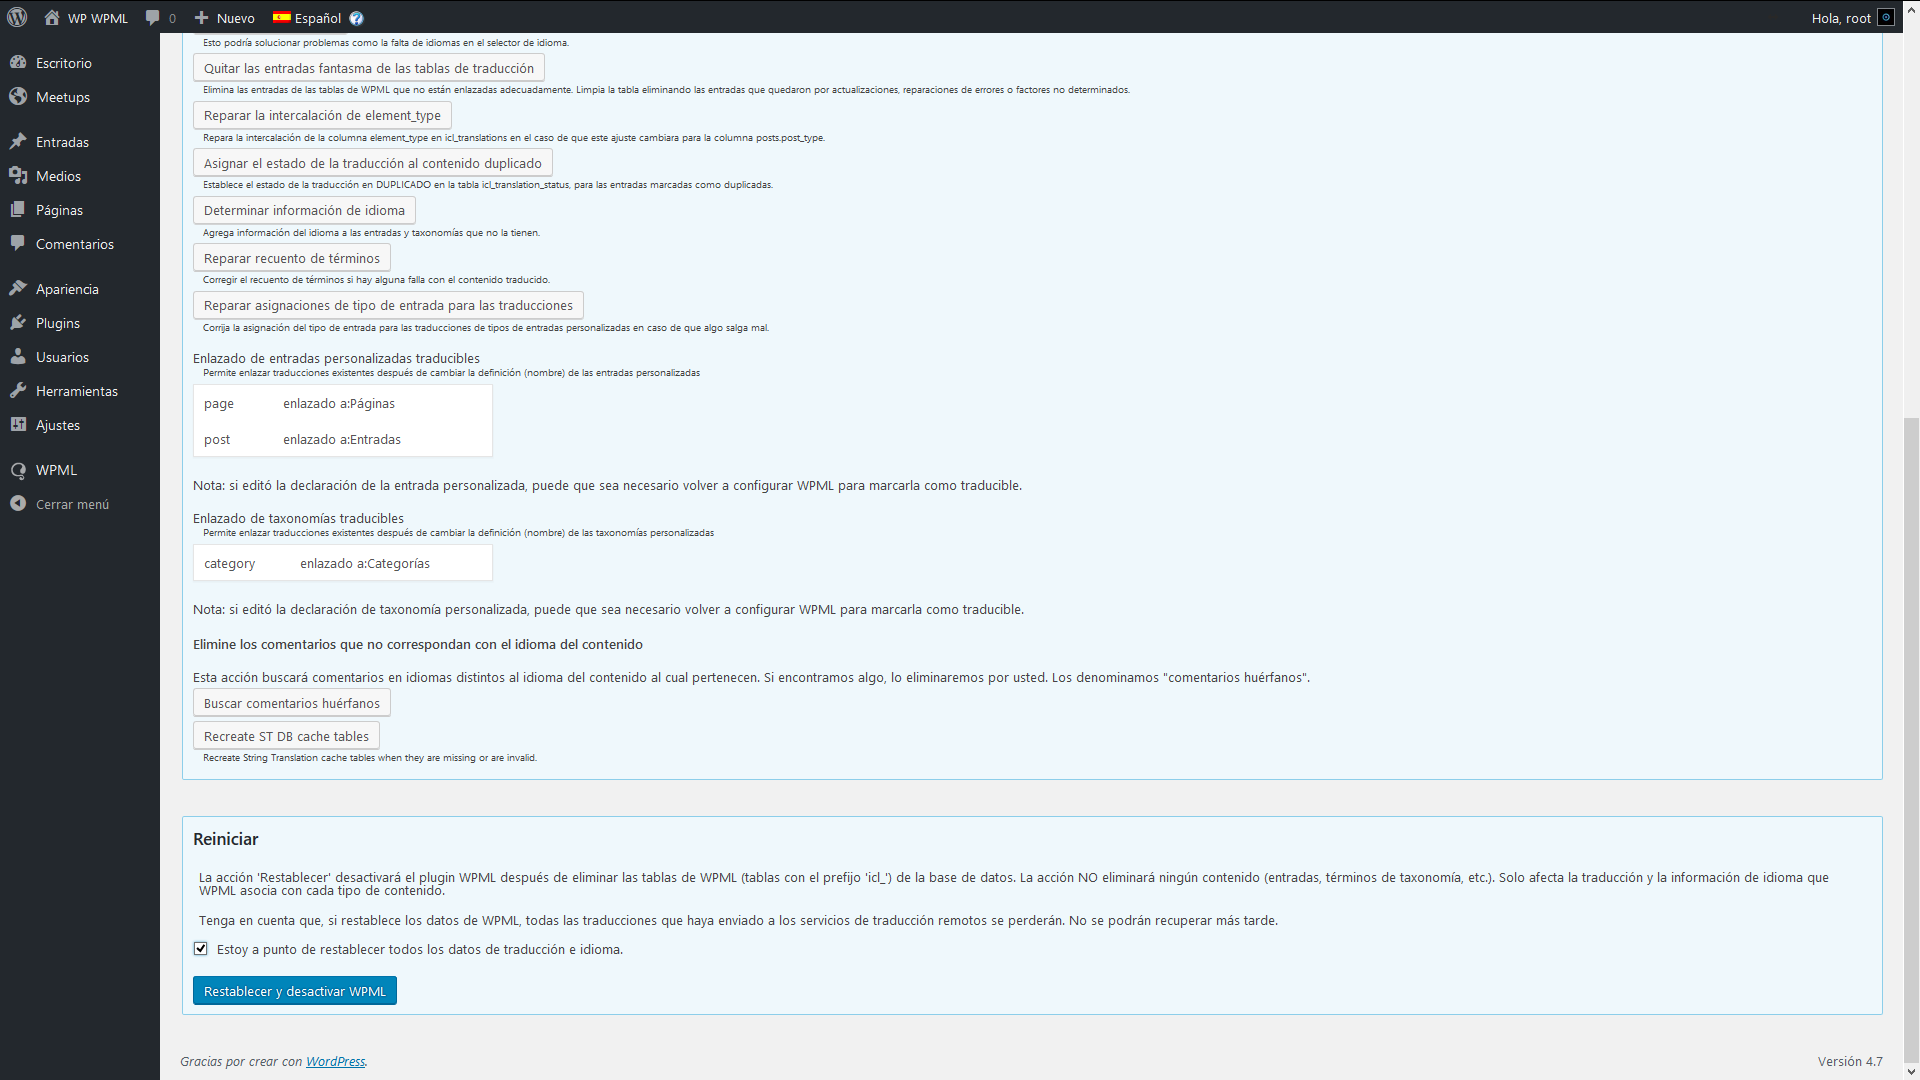 WP WPML
0
Nuevo
Español
Hola, root
Escritorio
Meetups
Entradas
Medios
Páginas
Comentarios
Apariencia
Plugins
Usuarios
Herramientas
Ajustes
WPML
Cerrar menú
Esto podría solucionar problemas como la falta de idiomas en el selector de idioma.
Quitar las entradas fantasma de las tablas de traducción
Elimina las entradas de las tablas de WPML que no están enlazadas adecuadamente. Limpia la tabla eliminando las entradas que quedaron por actualizaciones, reparaciones de errores o factores no determinados.
Reparar la intercalación de element_type
Repara la intercalación de la columna element_type en icl_translations en el caso de que este ajuste cambiara para la columna posts.post_type.
Asignar el estado de la traducción al contenido duplicado
Establece el estado de la traducción en DUPLICADO en la tabla icl_translation_status, para las entradas marcadas como duplicadas.
Determinar información de idioma
Agrega información del idioma a las entradas y taxonomías que no la tienen.
Reparar recuento de términos
Corregir el recuento de términos si hay alguna falla con el contenido traducido.
Reparar asignaciones de tipo de entrada para las traducciones
Corrija la asignación del tipo de entrada para las traducciones de tipos de entradas personalizadas en caso de que algo salga mal.
Enlazado de entradas personalizadas traducibles
Permite enlazar traducciones existentes después de cambiar la definición (nombre) de las entradas personalizadas
page enlazado a:Páginas
post enlazado a:Entradas
Nota: si editó la declaración de la entrada personalizada, puede que sea necesario volver a configurar WPML para marcarla como traducible.
Enlazado de taxonomías traducibles
Permite enlazar traducciones existentes después de cambiar la definición (nombre) de las taxonomías personalizadas
category enlazado a:Categorías
Nota: si editó la declaración de taxonomía personalizada, puede que sea necesario volver a configurar WPML para marcarla como traducible.
Elimine los comentarios que no correspondan con el idioma del contenido
Esta acción buscará comentarios en idiomas distintos al idioma del contenido al cual pertenecen. Si encontramos algo, lo eliminaremos por usted. Los denominamos "comentarios huérfanos".
Buscar comentarios huérfanos
Recreate ST DB cache tables
Recreate String Translation cache tables when they are missing or are invalid.
Reiniciar
La acción 'Restablecer' desactivará el plugin WPML después de eliminar las tablas de WPML (tablas con el prefijo 'icl_') de la base de datos. La acción NO eliminará ningún contenido (entradas, términos de taxonomía, etc.). Solo afecta la traducción y la información de idioma que
WPML asocia con cada tipo de contenido.
Tenga en cuenta que, si restablece los datos de WPML, todas las traducciones que haya enviado a los servicios de traducción remotos se perderán. No se podrán recuperar más tarde.
Estoy a punto de restablecer todos los datos de traducción e idioma.
Restablecer y desactivar WPML
Gracias por crear con WordPress.
Versión 4.7